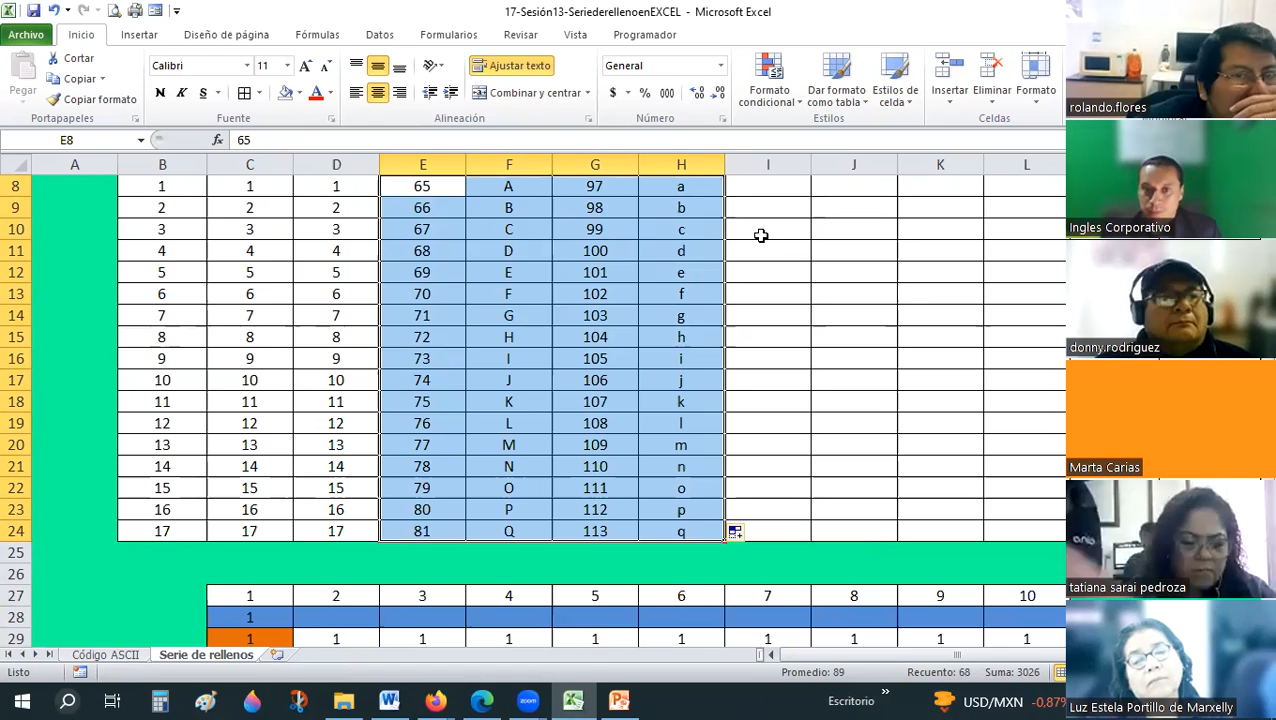 17-Sesión13-SeriederellenoenEXCEL - Microsoft Excel
Archivo Inicio Insertar Diseño de página Fórmulas Datos Formularios Revisar Vista Programador
Pegar
Cortar
Copiar
Copiar formato
Portapapeles
Calibri 11
N K S
Fuente
Ajustar texto
Combinar y centrar
Alineación
General
$ % 000
Número
Formato condicional
Dar formato como tabla
Estilos de celda
Estilos
Insertar Eliminar Formato
Celdas
E8 fx 65
A B C D E F G H I J K L
8 1 1 1 65 A 97 a
9 2 2 2 66 B 98 b
10 3 3 3 67 C 99 c
11 4 4 4 68 D 100 d
12 5 5 5 69 E 101 e
13 6 6 6 70 F 102 f
14 7 7 7 71 G 103 g
15 8 8 8 72 H 104 h
16 9 9 9 73 I 105 i
17 10 10 10 74 J 106 j
18 11 11 11 75 K 107 k
19 12 12 12 76 L 108 l
20 13 13 13 77 M 109 m
21 14 14 14 78 N 110 n
22 15 15 15 79 O 111 o
23 16 16 16 80 P 112 p
24 17 17 17 81 Q 113 q
25
26
27 1 2 3 4 5 6 7 8 9 10
28 1
29 1 1 1 1 1 1 1 1 1 1
Código ASCII Serie de rellenos
Listo Promedio: 89 Recuento: 68 Suma: 3026
Escritorio » USD/MXN -0.87%
rolando.flores
Ingles Corporativo
donny.rodriguez
Marta Carias
tatiana sarai pedroza
Luz Estela Portillo de Marxelly